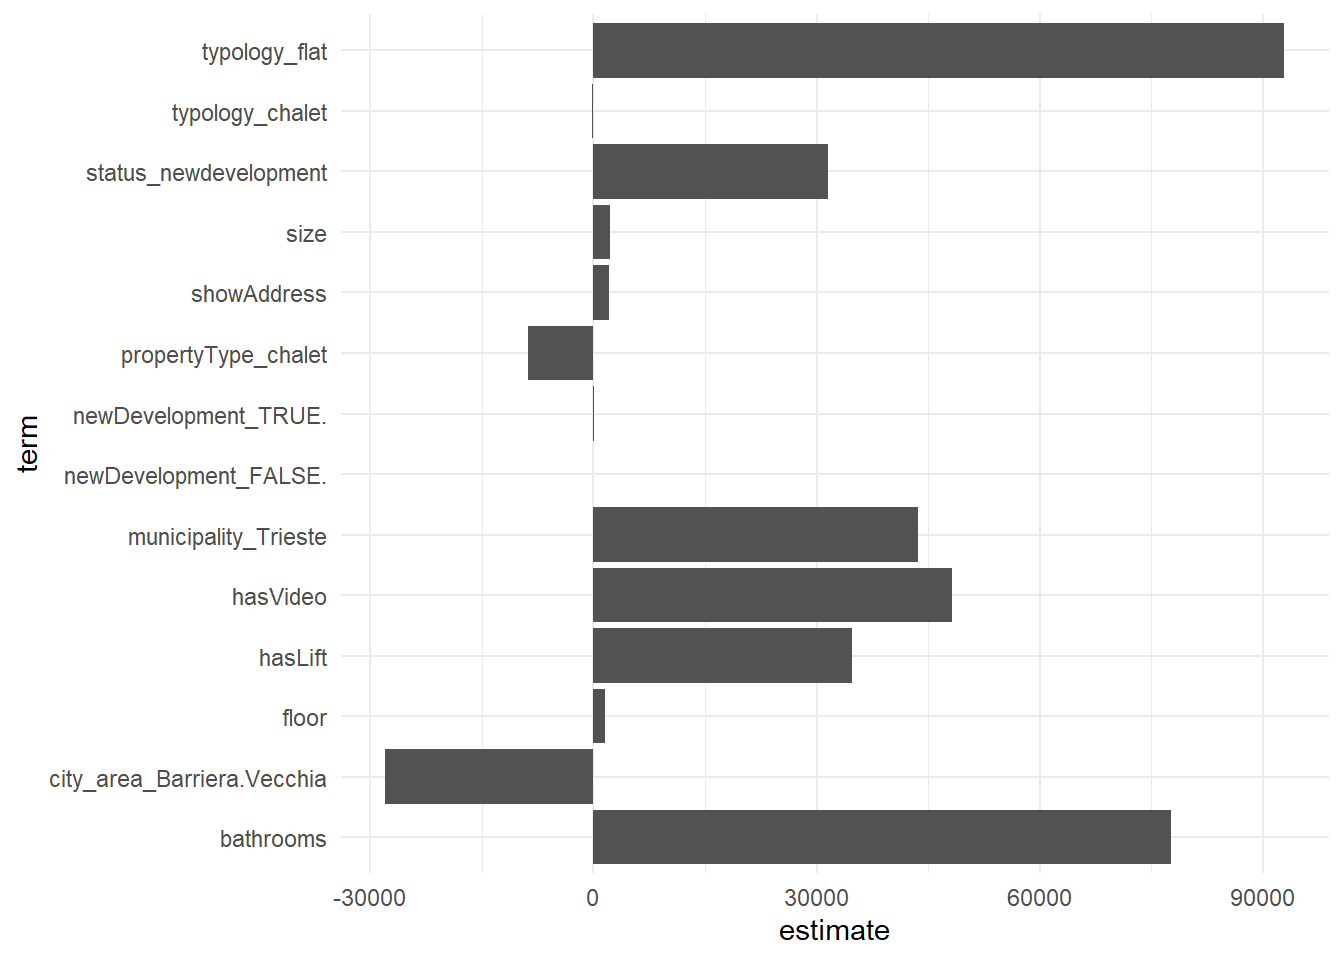 typology_flat
typology_chalet
status_newdevelopment
size
showAddress
propertyType_chalet
newDevelopment_TRUE.
newDevelopment_FALSE.
municipality_Trieste
hasVideo
hasLift
floor
city_area_Barriera.Vecchia
bathrooms
term
-30000 0 30000 60000 90000
estimate